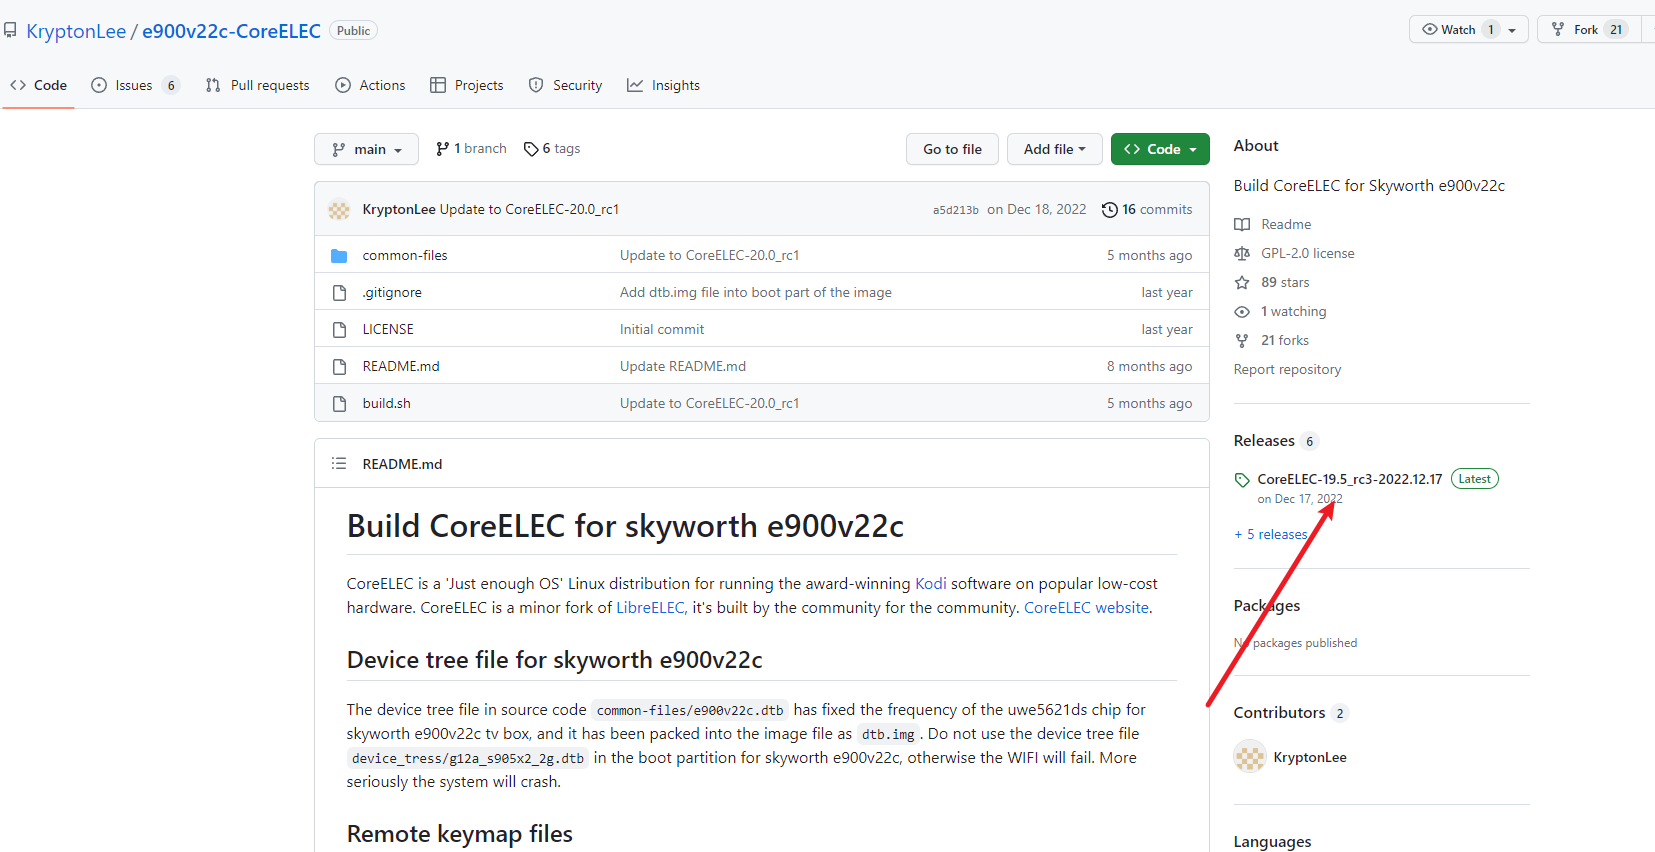 KryptonLee / e900v22c-CoreELEC Public
Watch 1
Fork 21
Code
Issues 6
Pull requests
Actions
Projects
Security
Insights
main
1 branch
6 tags
Go to file
Add file
Code
KryptonLee Update to CoreELEC-20.0_rc1
a5d213b on Dec 18, 2022
16 commits
common-files Update to CoreELEC-20.0_rc1 5 months ago
.gitignore Add dtb.img file into boot part of the image last year
LICENSE Initial commit last year
README.md Update README.md 8 months ago
build.sh Update to CoreELEC-20.0_rc1 5 months ago
README.md
Build CoreELEC for skyworth e900v22c
CoreELEC is a 'Just enough OS' Linux distribution for running the award-winning Kodi software on popular low-cost
hardware. CoreELEC is a minor fork of LibreELEC, it's built by the community for the community. CoreELEC website.
Device tree file for skyworth e900v22c
The device tree file in source code common-files/e900v22c.dtb has fixed the frequency of the uwe5621ds chip for
skyworth e900v22c tv box, and it has been packed into the image file as dtb.img . Do not use the device tree file
device_tress/g12a_s905x2_2g.dtb in the boot partition for skyworth e900v22c, otherwise the WIFI will fail. More
seriously the system will crash.
Remote keymap files
About
Build CoreELEC for Skyworth e900v22c
Readme
GPL-2.0 license
89 stars
1 watching
21 forks
Report repository
Releases 6
CoreELEC-19.5_rc3-2022.12.17 Latest
on Dec 17, 2022
+ 5 releases
Packages
No packages published
Contributors 2
KryptonLee
Languages